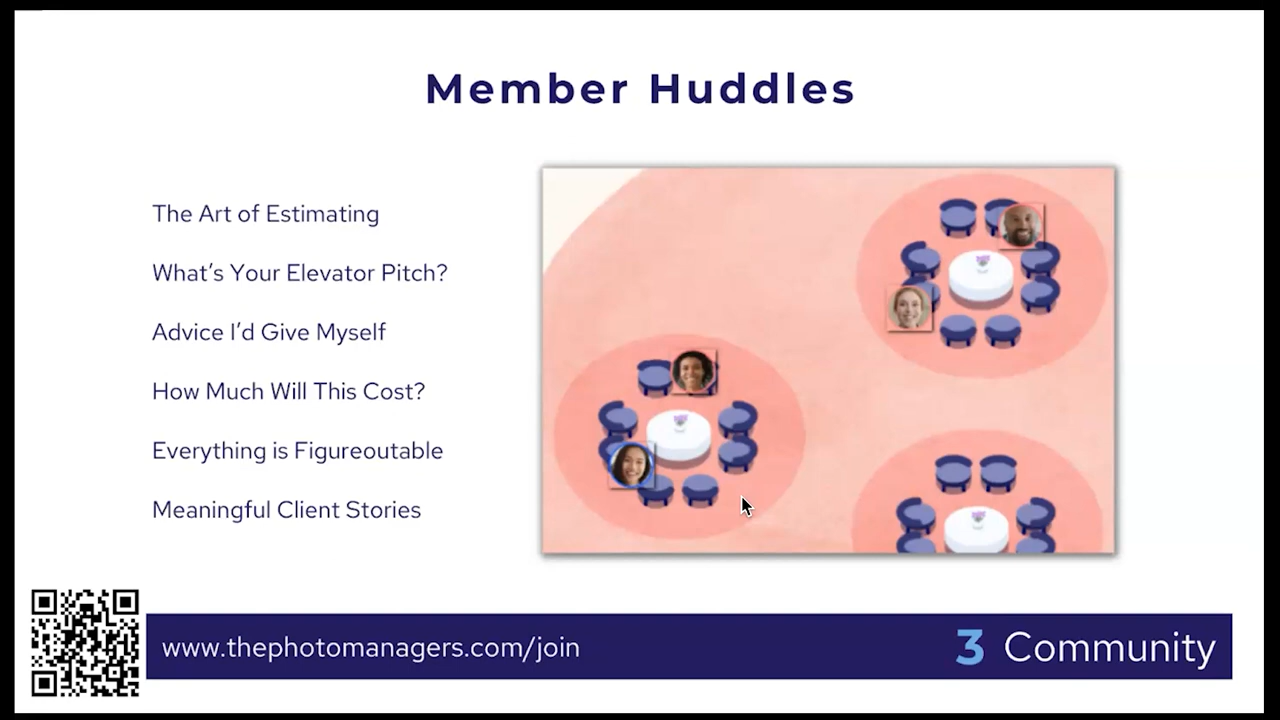 Member Huddles
The Art of Estimating
What's Your Elevator Pitch?
Advice I'd Give Myself
How Much Will This Cost?
Everything is Figureoutable
Meaningful Client Stories
www.thephotomanagers.com/join
3 Community